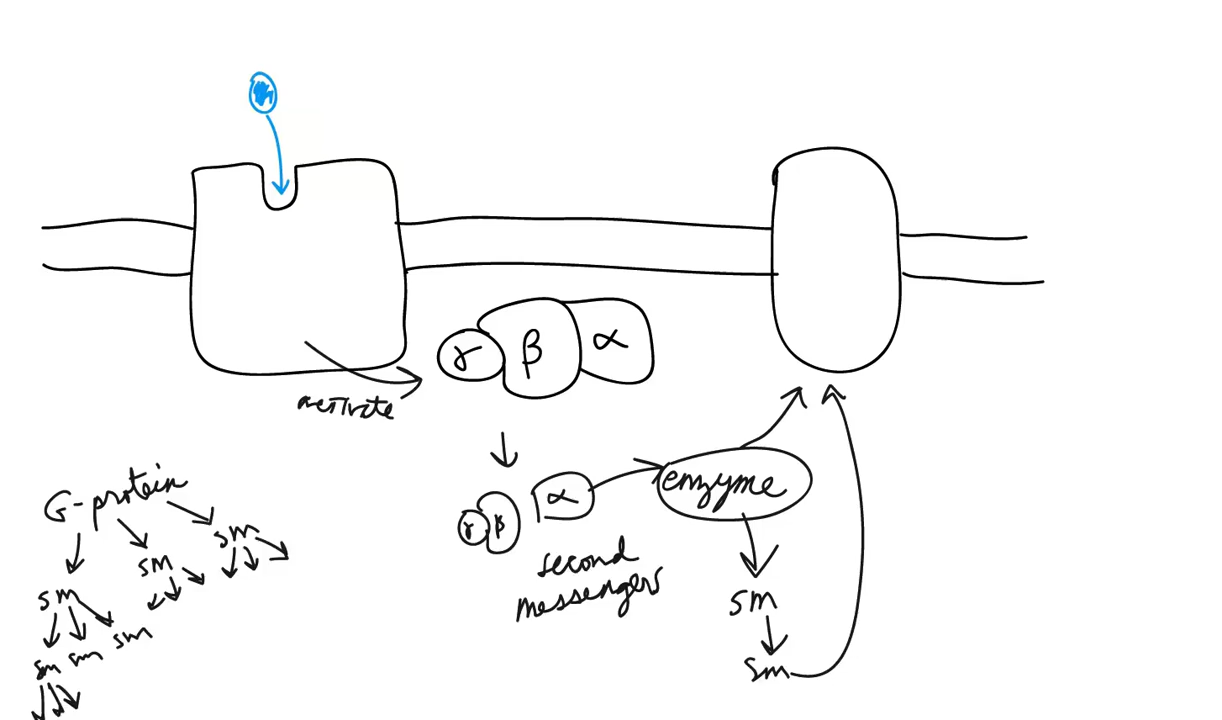 γ β α
activate
G-protein
sm
sm
sm
sm sm sm
γ β α
enzyme
second
messengers
sm
sm